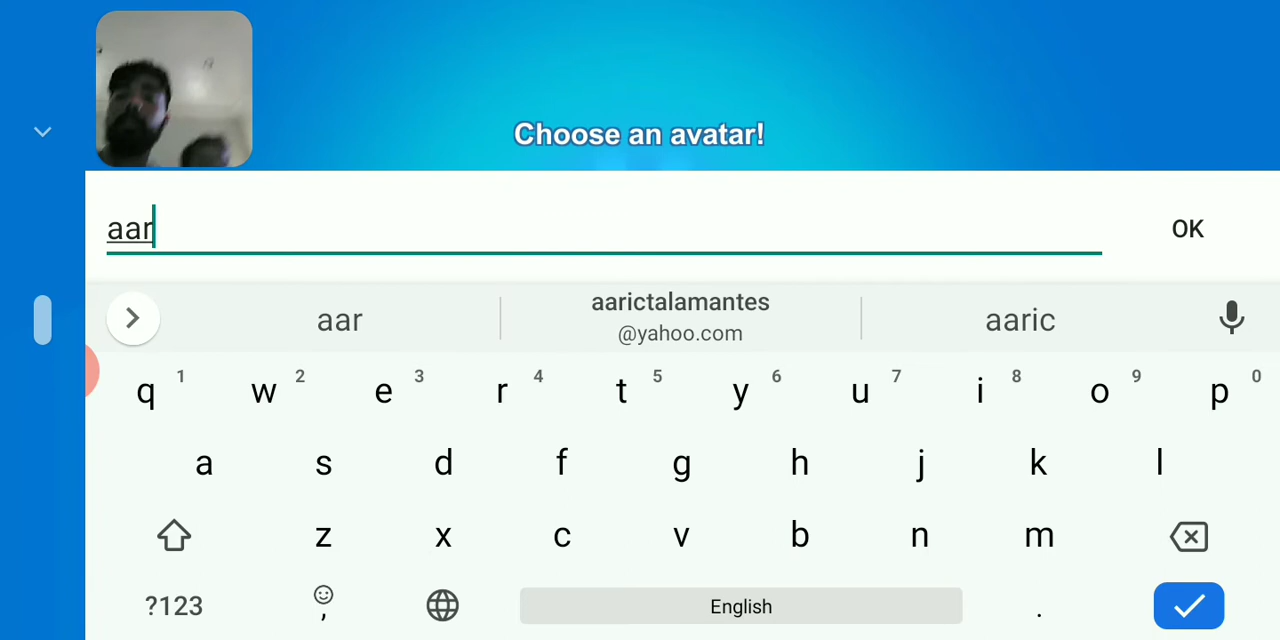 Choose an avatar!
aar
OK
aar
aarictalamantes
@yahoo.com
aaric
q 1 w 2 e 3 r 4 t 5 y 6 u 7 i 8 o 9 p 0
a s d f g h j k l
z x c v b n m
?123 , English .